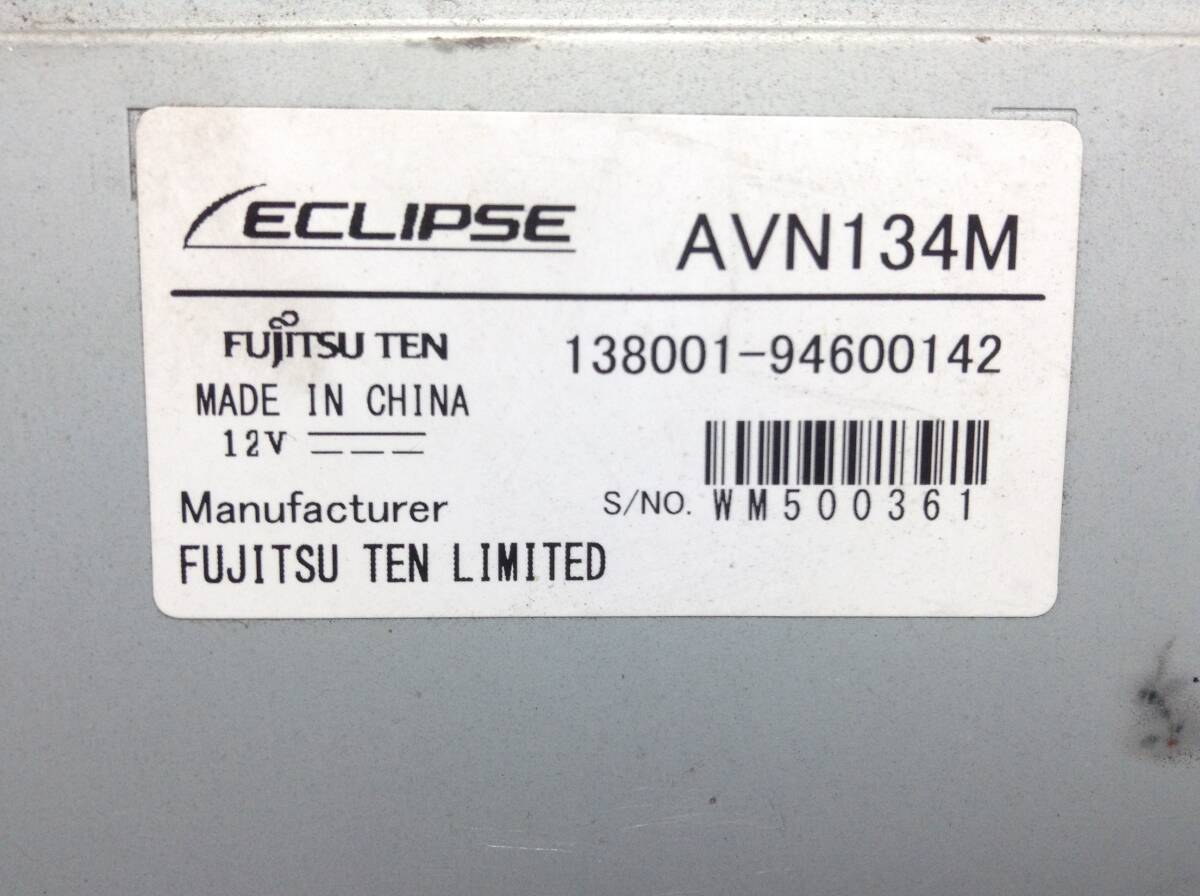 ECLIPSE AVN134M
FUJITSU TEN 138001-94600142
MADE IN CHINA
12V
S/NO. WM500361
Manufacturer
FUJITSU TEN LIMITED